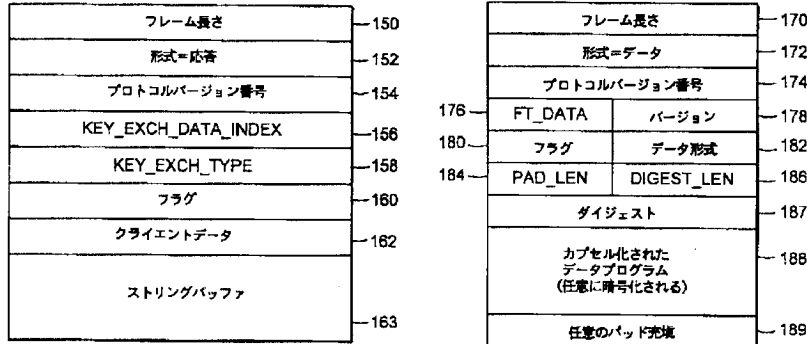 フレーム長さ 150
形式=応答 152
プロトコルバージョン番号 154
KEY_EXCH_DATA_INDEX 156
KEY_EXCH_TYPE 158
フラグ 160
クライエントデータ 162
ストリングバッファ 163
フレーム長さ 170
形式=データ 172
プロトコルバージョン番号 174
176 FT_DATA バージョン 178
180 フラグ データ形式 182
184 PAD_LEN DIGEST_LEN 186
ダイジェスト 187
カプセル化された
データプログラム 188
(任意に暗号化される)
任意のパッド充填 189